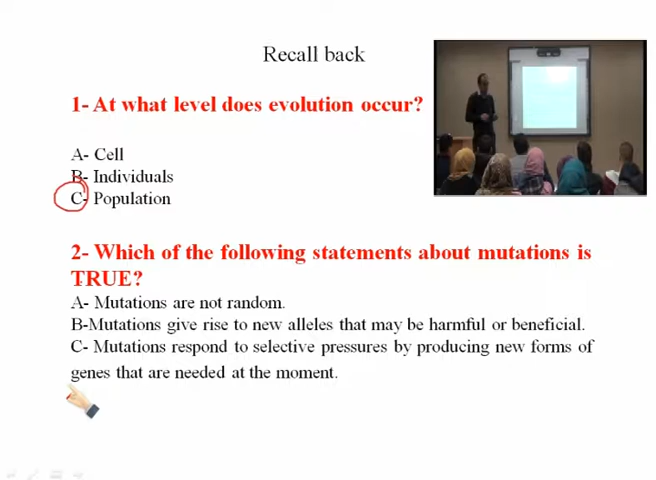 Recall back
1- At what level does evolution occur?
A- Cell
B- Individuals
C- Population
2- Which of the following statements about mutations is
TRUE?
A- Mutations are not random.
B-Mutations give rise to new alleles that may be harmful or beneficial.
C- Mutations respond to selective pressures by producing new forms of
genes that are needed at the moment.